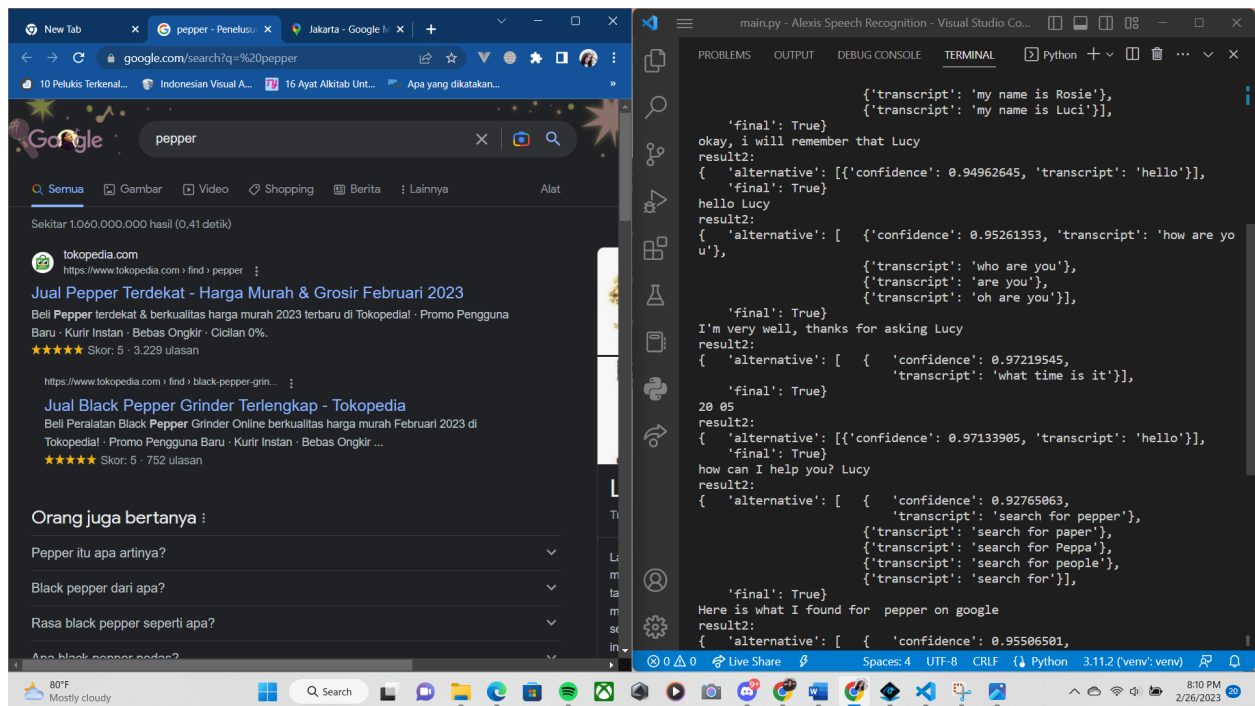 New Tab
pepper - Penelusu
Jakarta - Google M
google.com/search?q=%20pepper
10 Pelukis Terkenal...
Indonesian Visual A...
16 Ayat Alkitab Unt...
Apa yang dikatakan...
»
Google
pepper
Semua
Gambar
Video
Shopping
Berita
Lainnya
Alat
Sekitar 1.060.000.000 hasil (0,41 detik)
tokopedia.com
https://www.tokopedia.com › find › pepper
Jual Pepper Terdekat - Harga Murah & Grosir Februari 2023
Beli Pepper terdekat & berkualitas harga murah 2023 terbaru di Tokopedia! · Promo Pengguna
Baru · Kurir Instan · Bebas Ongkir · Cicilan 0%.
★★★★★ Skor: 5 · 3.229 ulasan
https://www.tokopedia.com › find › black-pepper-grin...
Jual Black Pepper Grinder Terlengkap - Tokopedia
Beli Peralatan Black Pepper Grinder Online berkualitas harga murah Februari 2023 di
Tokopedia! · Promo Pengguna Baru · Kurir Instan · Bebas Ongkir ...
★★★★★ Skor: 5 · 752 ulasan
Orang juga bertanya
Pepper itu apa artinya?
Black pepper dari apa?
Rasa black pepper seperti apa?
Apa black pepper pedas?
main.py - Alexis Speech Recognition - Visual Studio Co...
PROBLEMS
OUTPUT
DEBUG CONSOLE
TERMINAL
Python
{'transcript': 'my name is Rosie'},
{'transcript': 'my name is Luci'}],
'final': True}
okay, i will remember that Lucy
result2:
{   'alternative': [{'confidence': 0.94962645, 'transcript': 'hello'}],
'final': True}
hello Lucy
result2:
{   'alternative': [   {'confidence': 0.95261353, 'transcript': 'how are yo
u'},
{'transcript': 'who are you'},
{'transcript': 'are you'},
{'transcript': 'oh are you'}],
'final': True}
I'm very well, thanks for asking Lucy
result2:
{   'alternative': [   {   'confidence': 0.97219545,
'transcript': 'what time is it'}],
'final': True}
20 05
result2:
{   'alternative': [{'confidence': 0.97133905, 'transcript': 'hello'}],
'final': True}
how can I help you? Lucy
result2:
{   'alternative': [   {   'confidence': 0.92765063,
'transcript': 'search for pepper'},
{'transcript': 'search for paper'},
{'transcript': 'search for Peppa'},
{'transcript': 'search for people'},
{'transcript': 'search for'}],
'final': True}
Here is what I found for  pepper on google
result2:
{   'alternative': [   {   'confidence': 0.95506501,
0
0
Live Share
Spaces: 4
UTF-8
CRLF
Python
3.11.2 ('venv': venv)
80°F
Mostly cloudy
Search
8:10 PM
2/26/2023
20